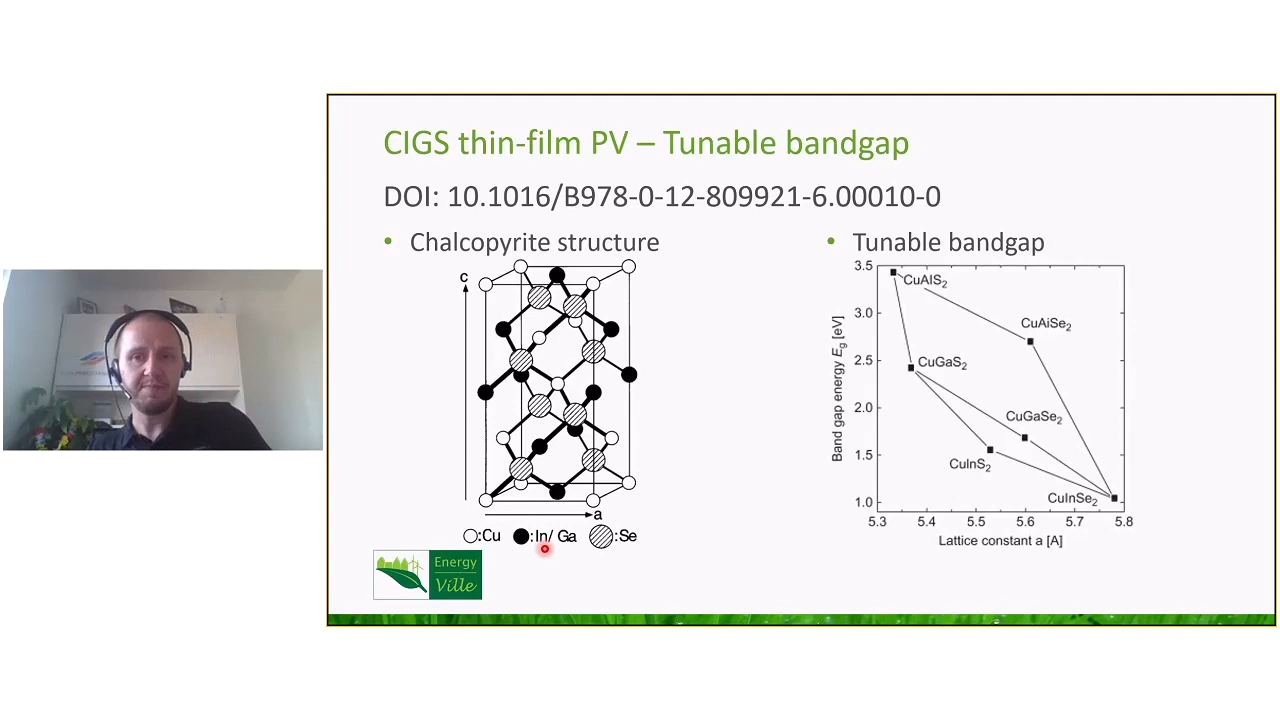 CIGS thin-film PV – Tunable bandgap
DOI: 10.1016/B978-0-12-809921-6.00010-0
• Chalcopyrite structure
c
a
:Cu :In/ Ga :Se
• Tunable bandgap
Band gap energy Eg [eV]
3.5
3.0
2.5
2.0
1.5
1.0
CuAlS2
CuAiSe2
CuGaS2
CuGaSe2
CuInS2
CuInSe2
5.3 5.4 5.5 5.6 5.7 5.8
Lattice constant a [A]
Energy
Ville